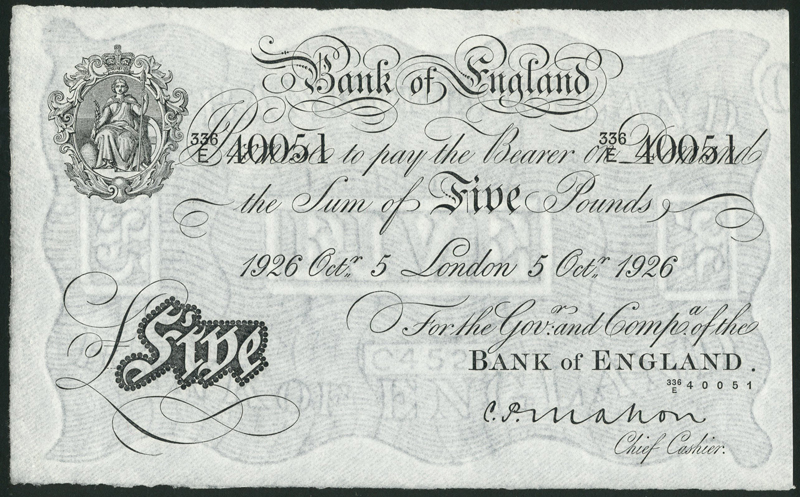 Bank of England
336/E 40051 336/E 40051
I Promise to pay the Bearer on Demand
the Sum of Five Pounds
1926 Octr. 5 London 5 Octr. 1926
For the Govr. and Compa. of the
BANK of ENGLAND.
£ Five
336/E 40051
C.P. Mahon
Chief Cashier.